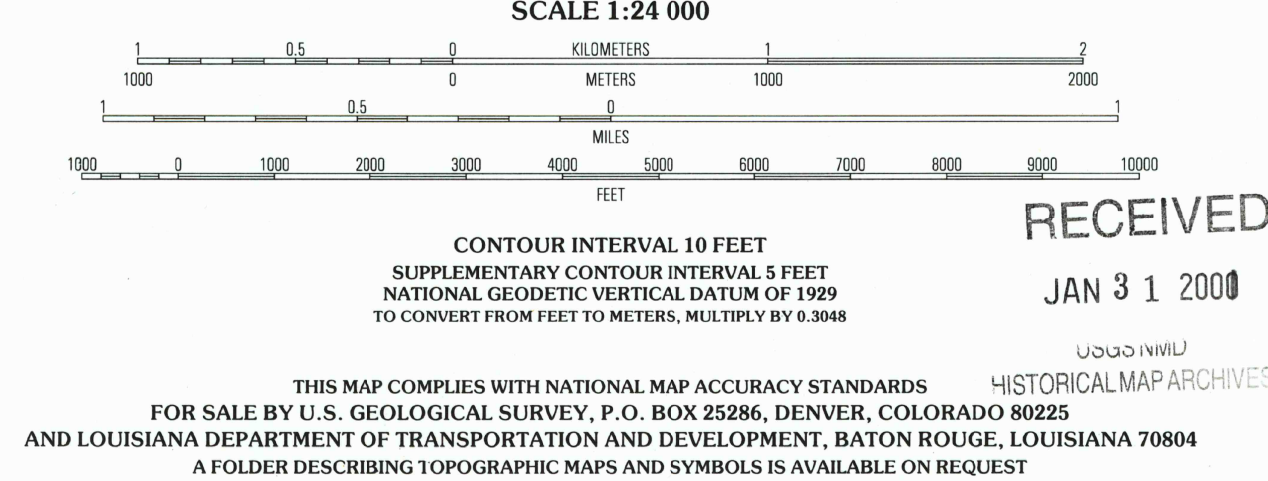 SCALE 1:24 000
1 0.5 0 KILOMETERS 1 2
1000 0 METERS 1000 2000
1 0.5 0 1
MILES
1000 0 1000 2000 3000 4000 5000 6000 7000 8000 9000 10000
FEET
CONTOUR INTERVAL 10 FEET
SUPPLEMENTARY CONTOUR INTERVAL 5 FEET
NATIONAL GEODETIC VERTICAL DATUM OF 1929
TO CONVERT FROM FEET TO METERS, MULTIPLY BY 0.3048
RECEIVED
JAN 3 1 200
USGS NMD
HISTORICAL MAP ARCHIVES
THIS MAP COMPLIES WITH NATIONAL MAP ACCURACY STANDARDS
FOR SALE BY U.S. GEOLOGICAL SURVEY, P.O. BOX 25286, DENVER, COLORADO 80225
AND LOUISIANA DEPARTMENT OF TRANSPORTATION AND DEVELOPMENT, BATON ROUGE, LOUISIANA 70804
A FOLDER DESCRIBING TOPOGRAPHIC MAPS AND SYMBOLS IS AVAILABLE ON REQUEST